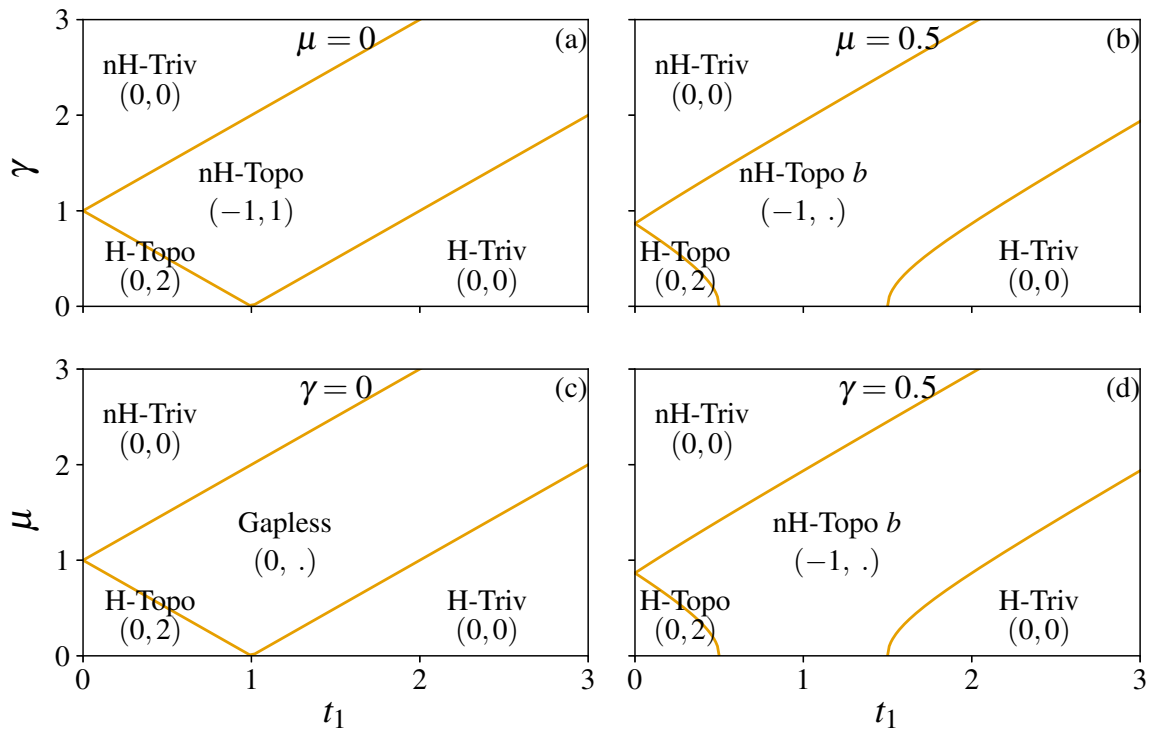 3
2
1
0
γ
μ = 0
(a)
nH-Triv
(0, 0)
nH-Topo
(−1, 1)
H-Topo
(0, 2)
H-Triv
(0, 0)
μ = 0.5
(b)
nH-Triv
(0, 0)
nH-Topo b
(−1, .)
H-Topo
(0, 2)
H-Triv
(0, 0)
3
2
1
0
μ
γ = 0
(c)
nH-Triv
(0, 0)
Gapless
(0, .)
H-Topo
(0, 2)
H-Triv
(0, 0)
0 1 2 3
t₁
γ = 0.5
(d)
nH-Triv
(0, 0)
nH-Topo b
(−1, .)
H-Topo
(0, 2)
H-Triv
(0, 0)
0 1 2 3
t₁